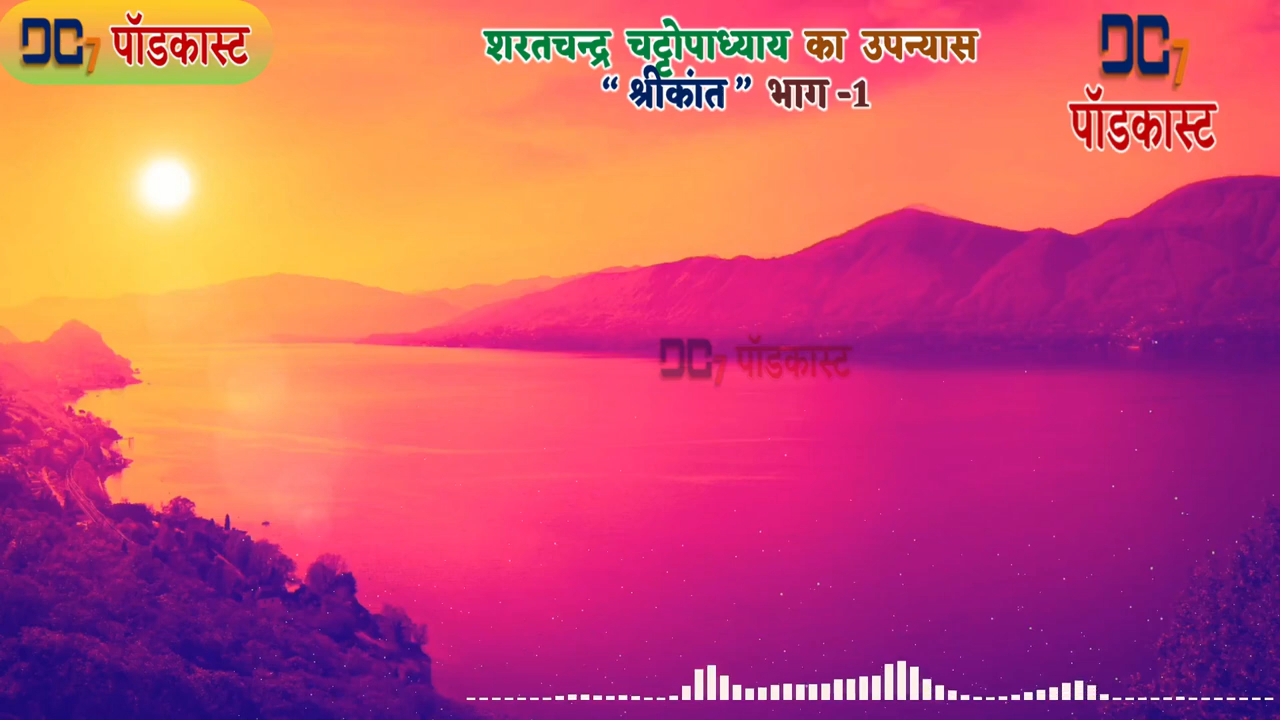 DC7 पॉडकास्ट
शरतचन्द्र चट्टोपाध्याय का उपन्यास
“ श्रीकांत ” भाग -1
DC7
पॉडकास्ट
DC7 पॉडकास्ट